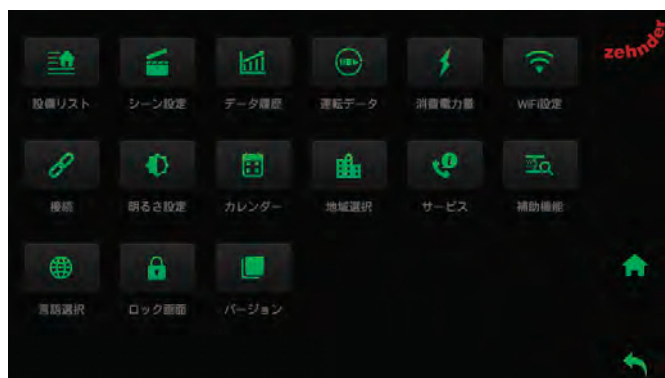 zehnder
設備リスト シーン設定 データ履歴 運転データ 消費電力量 WiFi設定
接続 明るさ設定 カレンダー 地域選択 サービス 補助機能
言語選択 ロック画面 バージョン